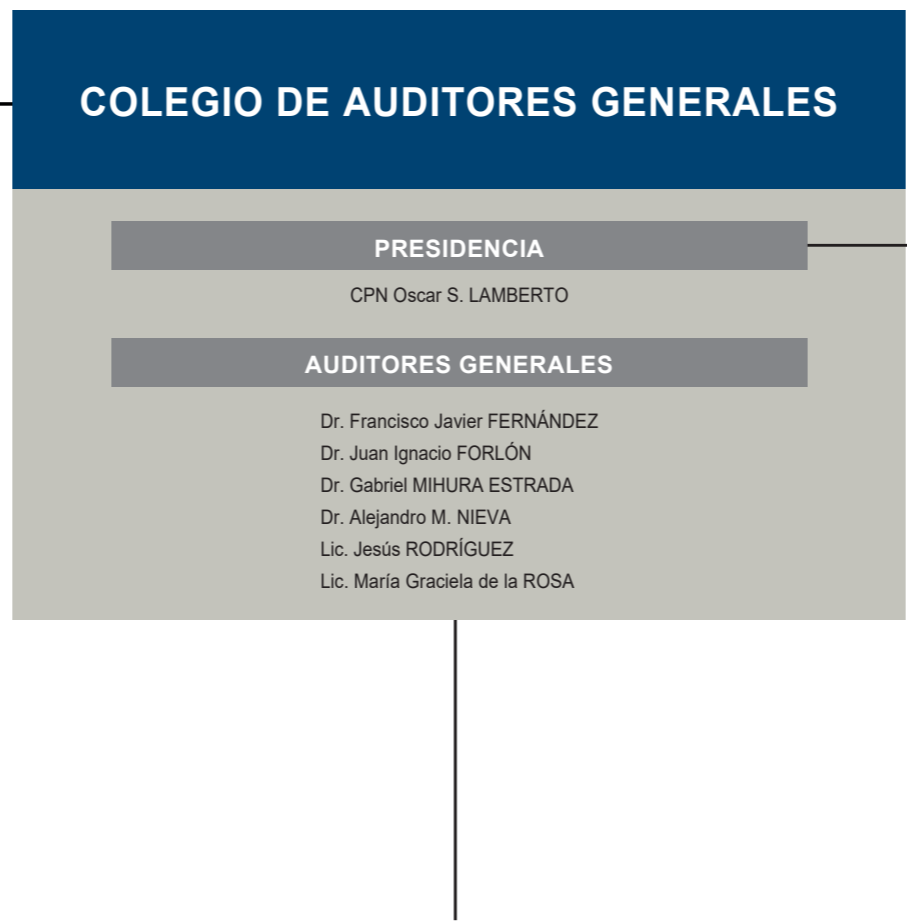 COLEGIO DE AUDITORES GENERALES
PRESIDENCIA
CPN Oscar S. LAMBERTO
AUDITORES GENERALES
Dr. Francisco Javier FERNÁNDEZ
Dr. Juan Ignacio FORLÓN
Dr. Gabriel MIHURA ESTRADA
Dr. Alejandro M. NIEVA
Lic. Jesús RODRÍGUEZ
Lic. María Graciela de la ROSA